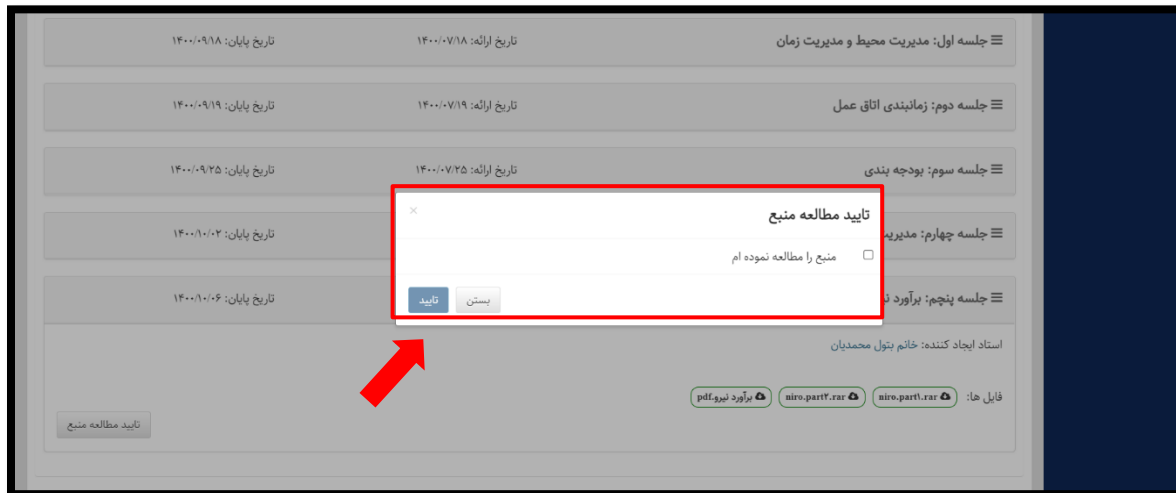 جلسه اول: مدیریت محیط و مدیریت زمان تاریخ ارائه: ۱۴۰۰/۰۷/۱۸ تاریخ پایان: ۱۴۰۰/۰۹/۱۸
جلسه دوم: زمانبندی اتاق عمل تاریخ ارائه: ۱۴۰۰/۰۷/۱۹ تاریخ پایان: ۱۴۰۰/۰۹/۱۹
جلسه سوم: بودجه بندی تاریخ ارائه: ۱۴۰۰/۰۷/۲۵ تاریخ پایان: ۱۴۰۰/۰۹/۲۵
تایید مطالعه منبع ×
جلسه چهارم: مدیریت تاریخ پایان: ۱۴۰۰/۱۰/۰۲
منبع را مطالعه نموده ام
بستن تایید
جلسه پنجم: برآورد تاریخ پایان: ۱۴۰۰/۱۰/۰۶
استاد ایجاد کننده: خانم بتول محمدیان
فایل ها: niro.part۱.rar niro.part۲.rar برآورد نیرو.pdf
تایید مطالعه منبع